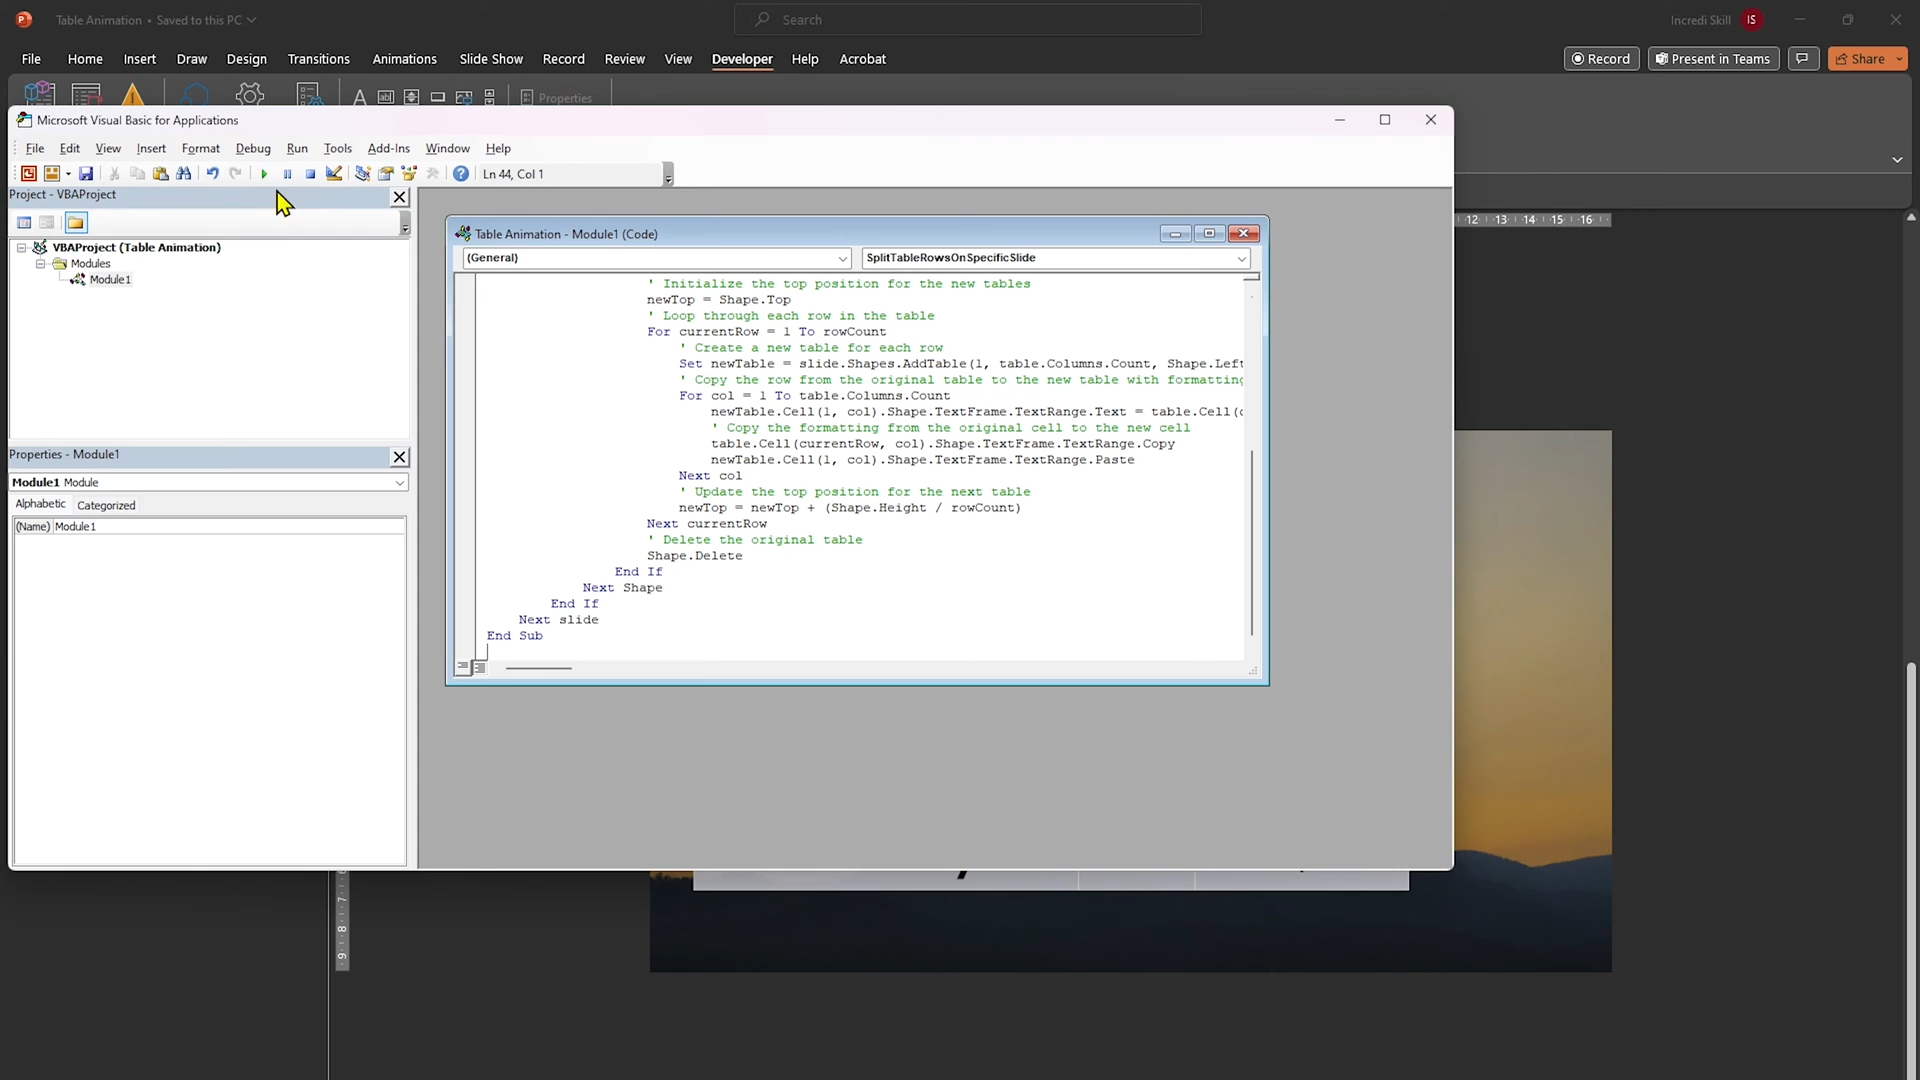 Table Animation • Saved to this PC
Search
Incredi Skill IS
File Home Insert Draw Design Transitions Animations Slide Show Record Review View Developer Help Acrobat
Record Present in Teams Share
Properties
Microsoft Visual Basic for Applications
File Edit View Insert Format Debug Run Tools Add-Ins Window Help
Ln 44, Col 1
Project - VBAProject
VBAProject (Table Animation)
Modules
Module1
Properties - Module1
Module1 Module
Alphabetic Categorized
(Name) Module1
Table Animation - Module1 (Code)
(General) SplitTableRowsOnSpecificSlide
' Initialize the top position for the new tables
newTop = Shape.Top
' Loop through each row in the table
For currentRow = 1 To rowCount
' Create a new table for each row
Set newTable = slide.Shapes.AddTable(1, table.Columns.Count, Shape.Left
' Copy the row from the original table to the new table with formatting
For col = 1 To table.Columns.Count
newTable.Cell(1, col).Shape.TextFrame.TextRange.Text = table.Cell(c
' Copy the formatting from the original cell to the new cell
table.Cell(currentRow, col).Shape.TextFrame.TextRange.Copy
newTable.Cell(1, col).Shape.TextFrame.TextRange.Paste
Next col
' Update the top position for the next table
newTop = newTop + (Shape.Height / rowCount)
Next currentRow
' Delete the original table
Shape.Delete
End If
Next Shape
End If
Next slide
End Sub
12 13 14 15 16
7
8
9